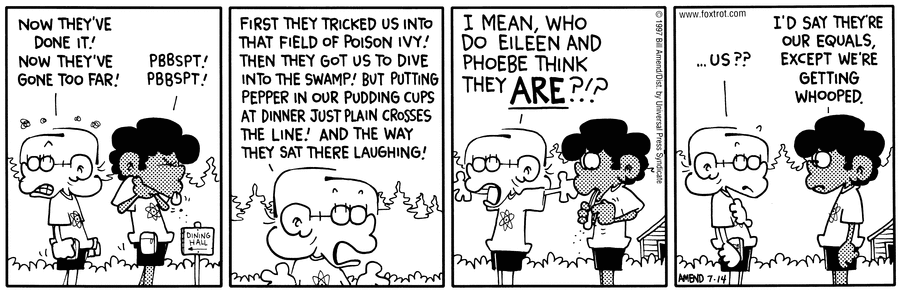 NOW THEY'VE
DONE IT!
NOW THEY'VE
GONE TOO FAR!
PBBSPT!
PBBSPT!
DINING
HALL
FIRST THEY TRICKED US INTO
THAT FIELD OF POISON IVY!
THEN THEY GOT US TO DIVE
INTO THE SWAMP! BUT PUTTING
PEPPER IN OUR PUDDING CUPS
AT DINNER JUST PLAIN CROSSES
THE LINE! AND THE WAY
THEY SAT THERE LAUGHING!
I MEAN, WHO
DO EILEEN AND
PHOEBE THINK
THEY ARE?!?
© 1997 Bill Amend/Dist. by Universal Press Syndicate
www.foxtrot.com
...US??
?
I'D SAY THEY'RE
OUR EQUALS,
EXCEPT WE'RE
GETTING
WHOOPED.
AMEND 7-14